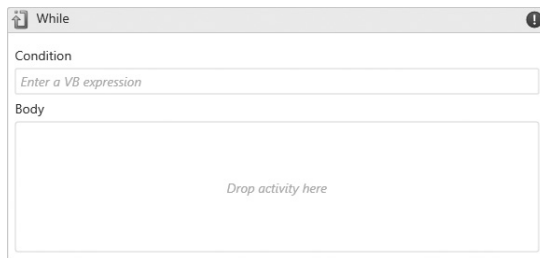 While
Condition
Enter a VB expression
Body
Drop activity here